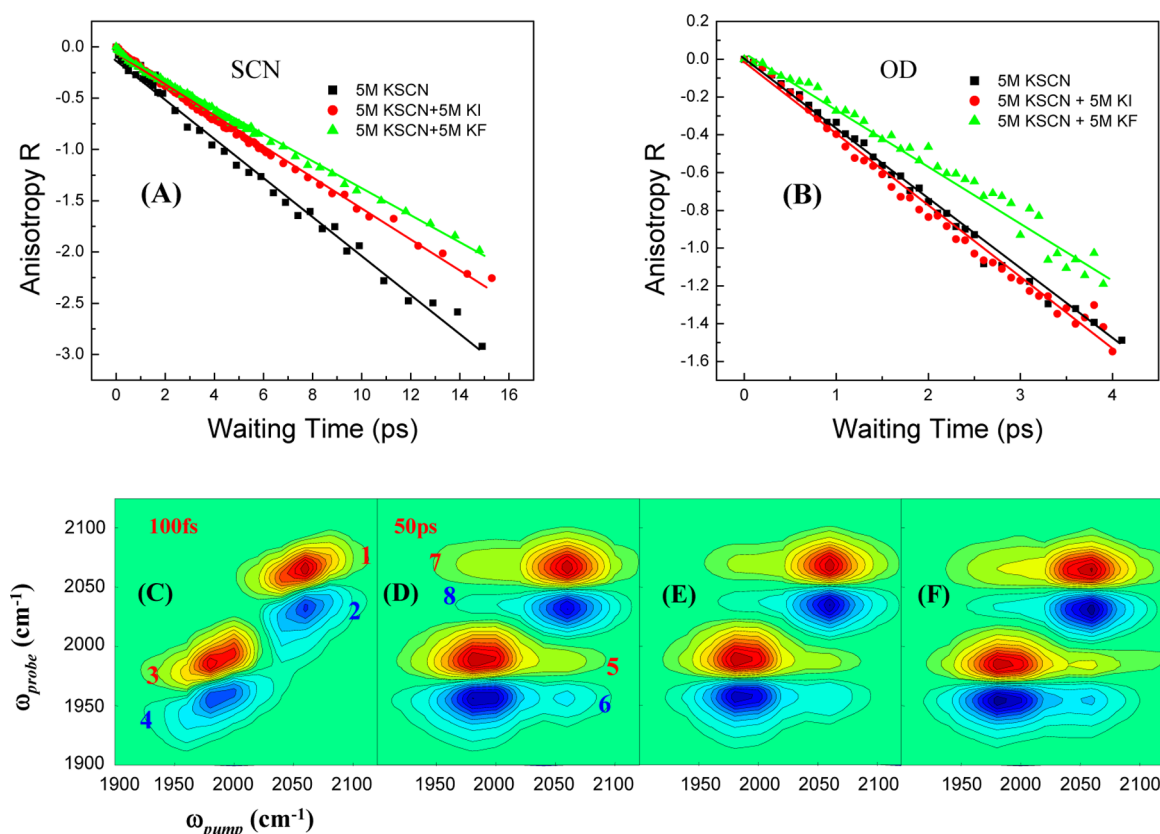 SCN
5M KSCN
5M KSCN+5M KI
5M KSCN+5M KF
(A)
Anisotropy R
0.0
-0.5
-1.0
-1.5
-2.0
-2.5
-3.0
0 2 4 6 8 10 12 14 16
Waiting Time (ps)
OD
5M KSCN
5M KSCN + 5M KI
5M KSCN + 5M KF
(B)
Anisotropy R
0.2
0.0
-0.2
-0.4
-0.6
-0.8
-1.0
-1.2
-1.4
-1.6
0 1 2 3 4
Waiting Time (ps)
100fs
1
(C)
2
3
4
50ps
7
8
(D)
5
6
(E)
(F)
ωprobe (cm-1)
2100
2050
2000
1950
1900
1900 1950 2000 2050 2100
1950 2000 2050 2100
1950 2000 2050 2100
1950 2000 2050 2100
ωpump (cm-1)